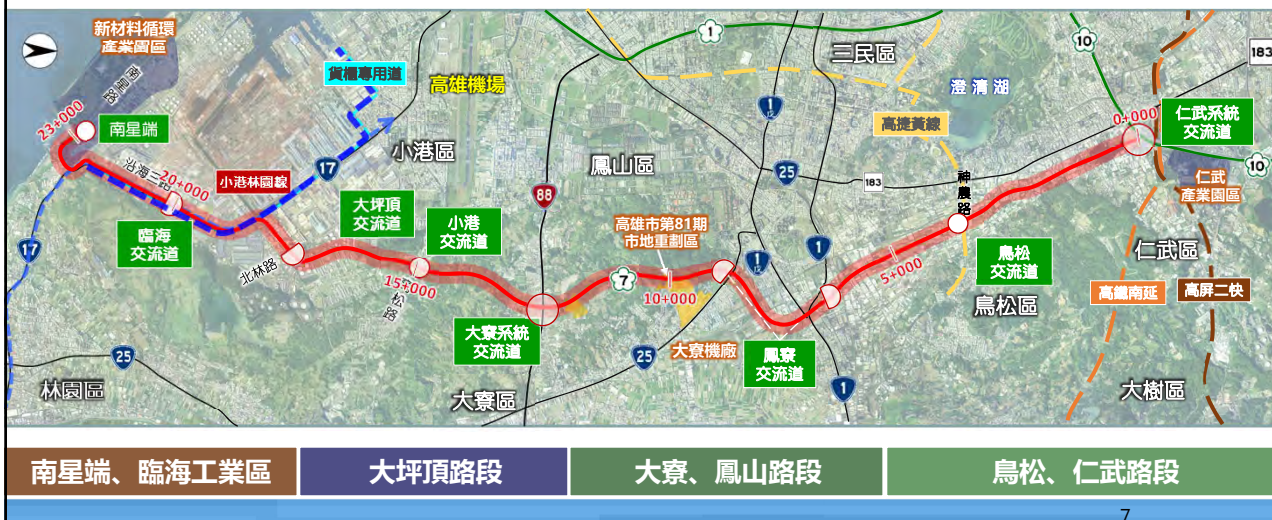 新材料循環
產業園區
南星路
23+000
南星端
貨櫃專用道
高雄機場
1
三民區
澄清湖
10
183
0+000
仁武系統
交流道
10
仁武
產業園區
高捷黃線
1
戊
25
183
神農路
鳳山區
小港區
17
沿海三路
20+000
小港林園線
88
大坪頂
交流道
小港
交流道
高雄市第81期
市地重劃區
臨海
交流道
17
北林路
15+000
松路
7
10+000
1
戊
1
5+000
鳥松
交流道
鳥松區
仁武區
高鐵南延
高屏二快
大寮系統
交流道
25
大寮機廠
鳳寮
交流道
1
25
林園區
大寮區
大樹區
南星端、臨海工業區
大坪頂路段
大寮、鳳山路段
鳥松、仁武路段
7